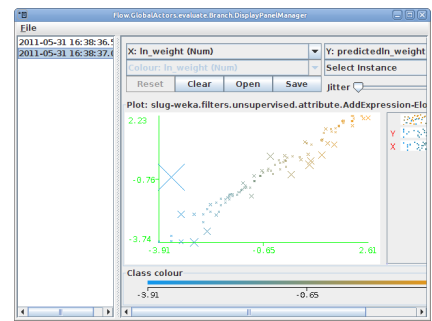 Flow.GlobalActors.evaluate.Branch.DisplayPanelManager
File
2011-05-31 16:38:36.5
2011-05-31 16:38:37.0
X: ln_weight (Num)
Y: predictedln_weight
Colour: ln_weight (Num)
Select Instance
Reset
Clear
Open
Save
Jitter
Plot: slug-weka.filters.unsupervised.attribute.AddExpression-Elo
2.23
-0.76
-3.74
-3.91
-0.65
2.61
Y
X
Class colour
-3.91
-0.65